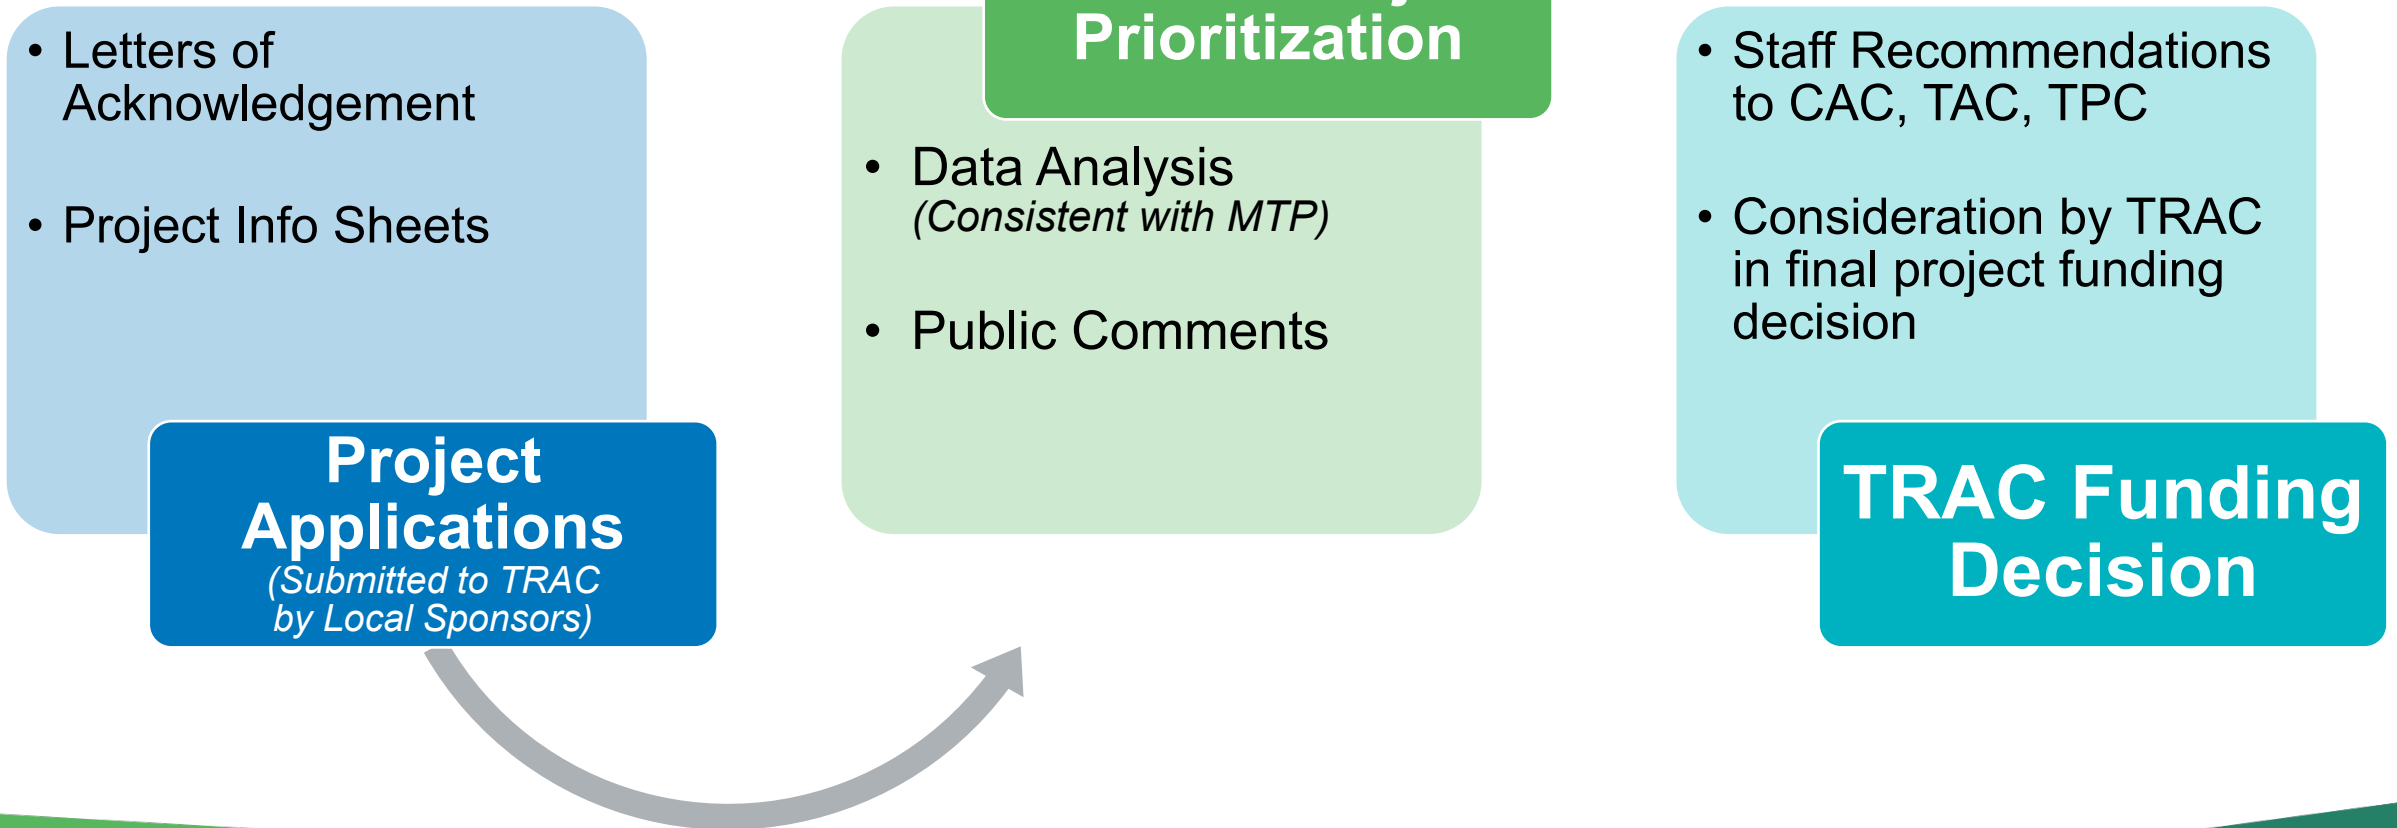 • Letters of
Acknowledgement
• Project Info Sheets
Project
Applications
(Submitted to TRAC
by Local Sponsors)
Prioritization
• Data Analysis
(Consistent with MTP)
• Public Comments
• Staff Recommendations
to CAC, TAC, TPC
• Consideration by TRAC
in final project funding
decision
TRAC Funding
Decision